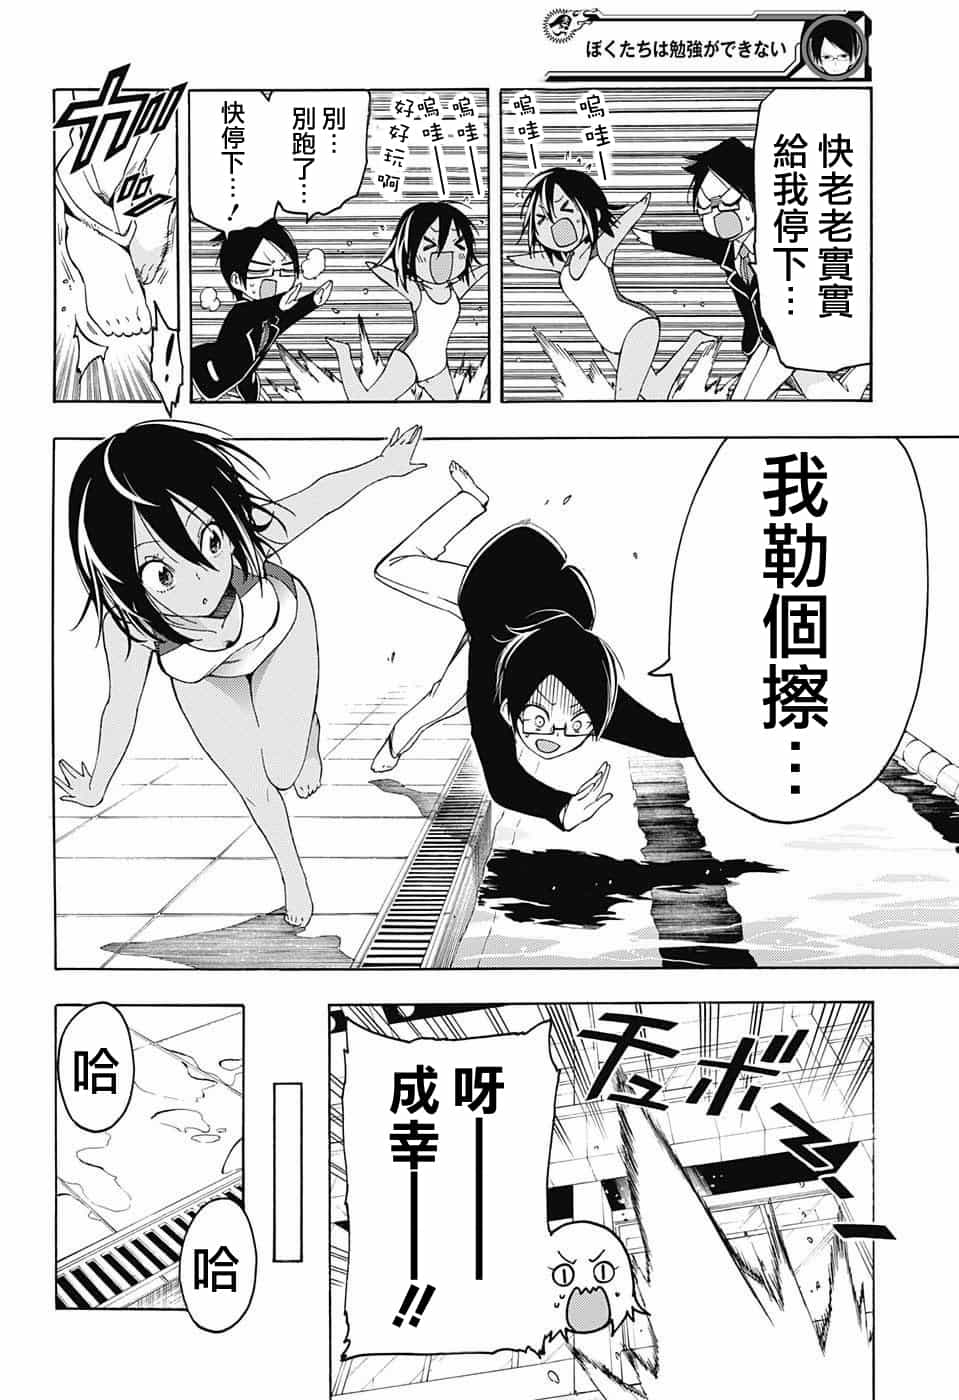 ぼくたちは勉強ができない
快老老實實
給我停下…
嗚哇——
嗚哇——
嗚哇——
嗚哇——
好好玩啊
別…
別跑了…
快停下…！
カッ
…！
我勒個擦……
チュボーン
呀——
成幸——!!
哈
哈